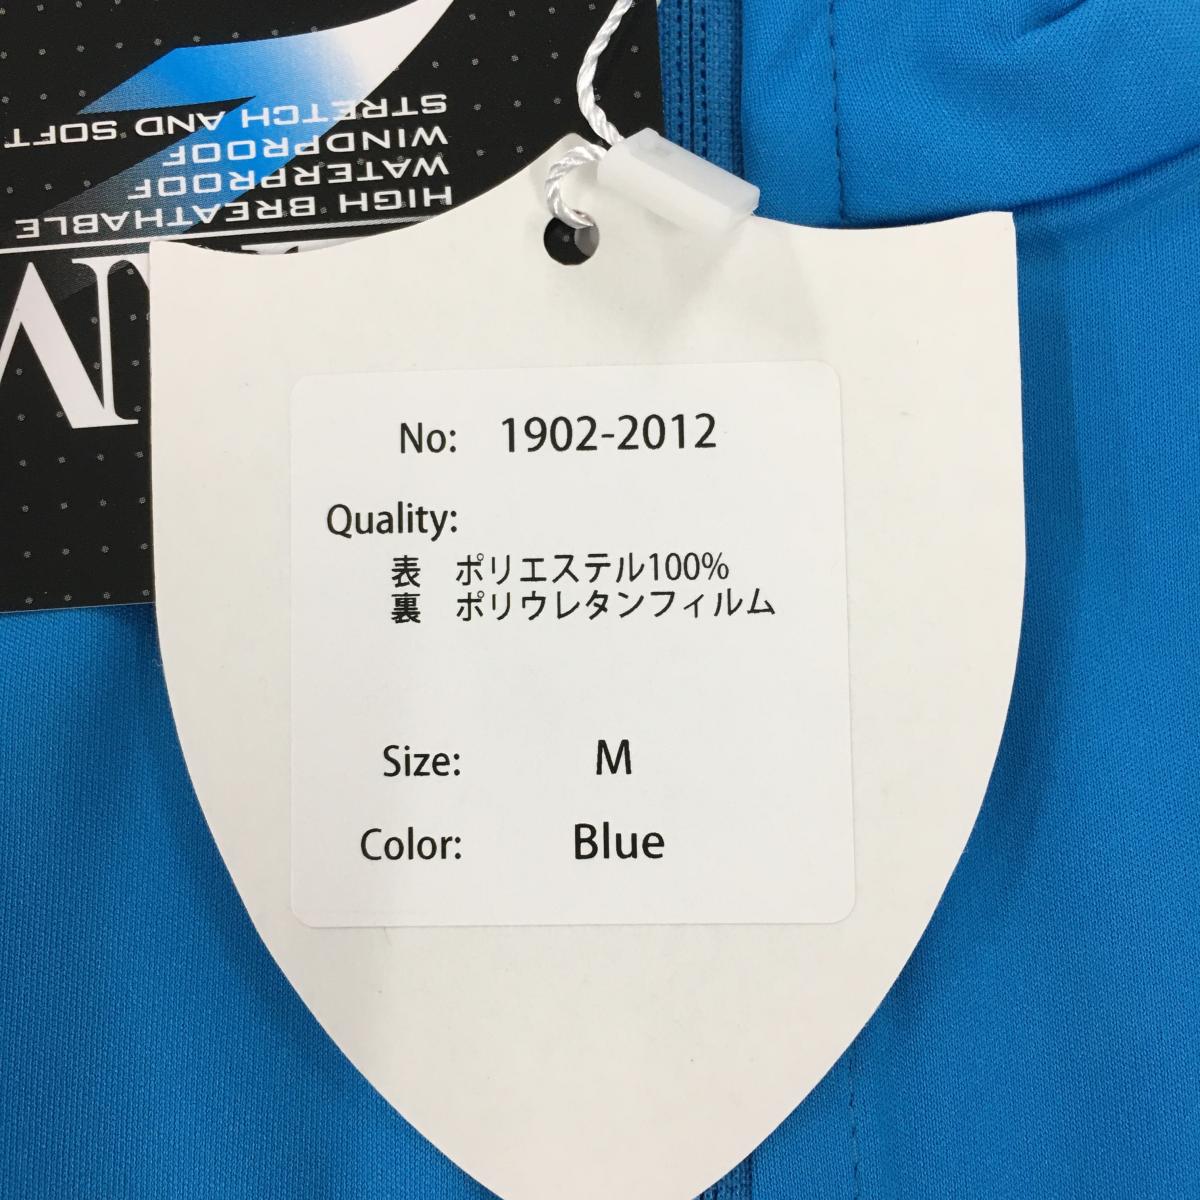 No: 1902-2012
Quality:
表 ポリエステル100%
裏 ポリウレタンフィルム
Size: M
Color: Blue
HIGH BREATHABLE
WATERPROOF
WINDPROOF
STRETCH AND SOFT